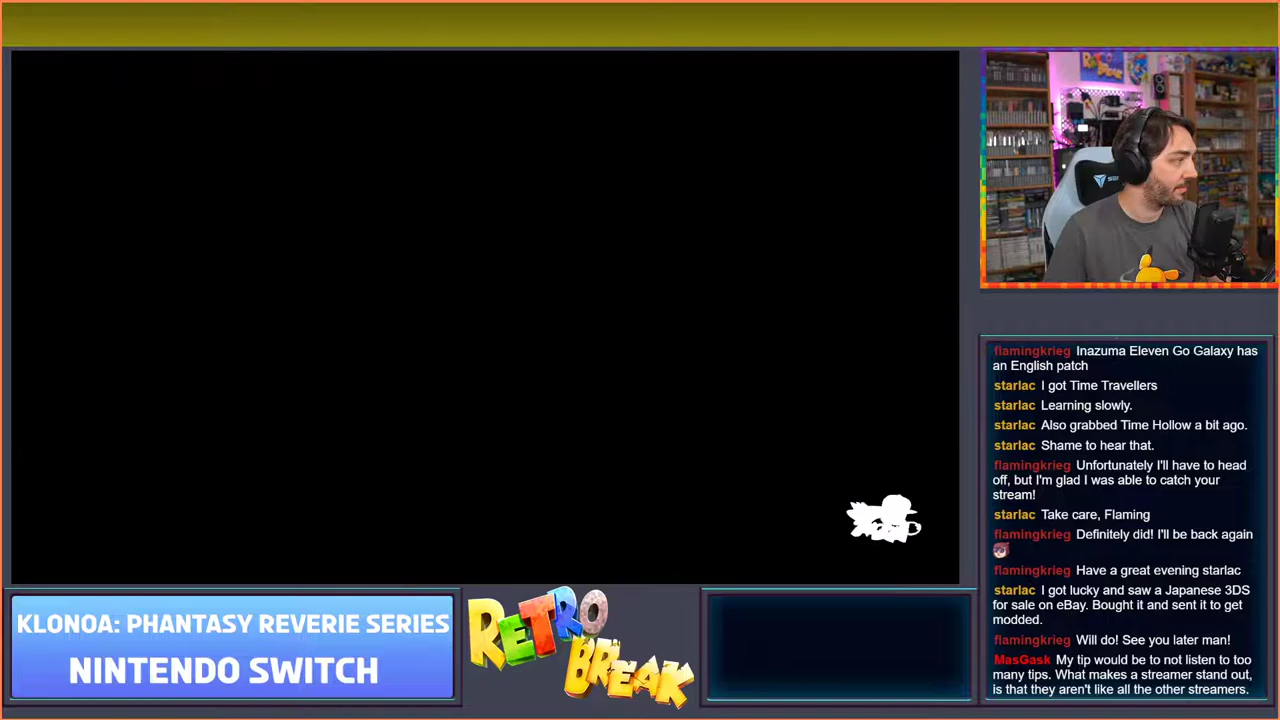 flamingkrieg Inazuma Eleven Go Galaxy has
an English patch
starlac I got Time Travellers
starlac Learning slowly.
starlac Also grabbed Time Hollow a bit ago.
starlac Shame to hear that.
flamingkrieg Unfortunately I'll have to head
off, but I'm glad I was able to catch your
stream!
starlac Take care, Flaming
flamingkrieg Definitely did! I'll be back again
flamingkrieg Have a great evening starlac
starlac I got lucky and saw a Japanese 3DS
for sale on eBay. Bought it and sent it to get
modded.
flamingkrieg Will do! See you later man!
MasGask My tip would be to not listen to too
many tips. What makes a streamer stand out,
is that they aren't like all the other streamers.
KLONOA: PHANTASY REVERIE SERIES
NINTENDO SWITCH
RETRO
BREAK